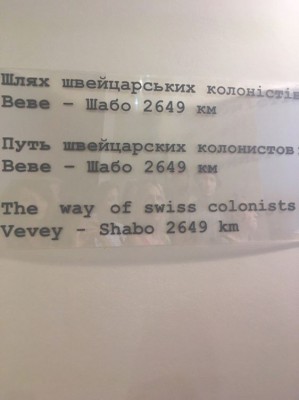 Шлях швейцарських колоністів
Веве – Шабо 2649 км
Путь швейцарских колонистов:
Веве – Шабо 2649 км
The way of swiss colonists
Vevey – Shabo 2649 km